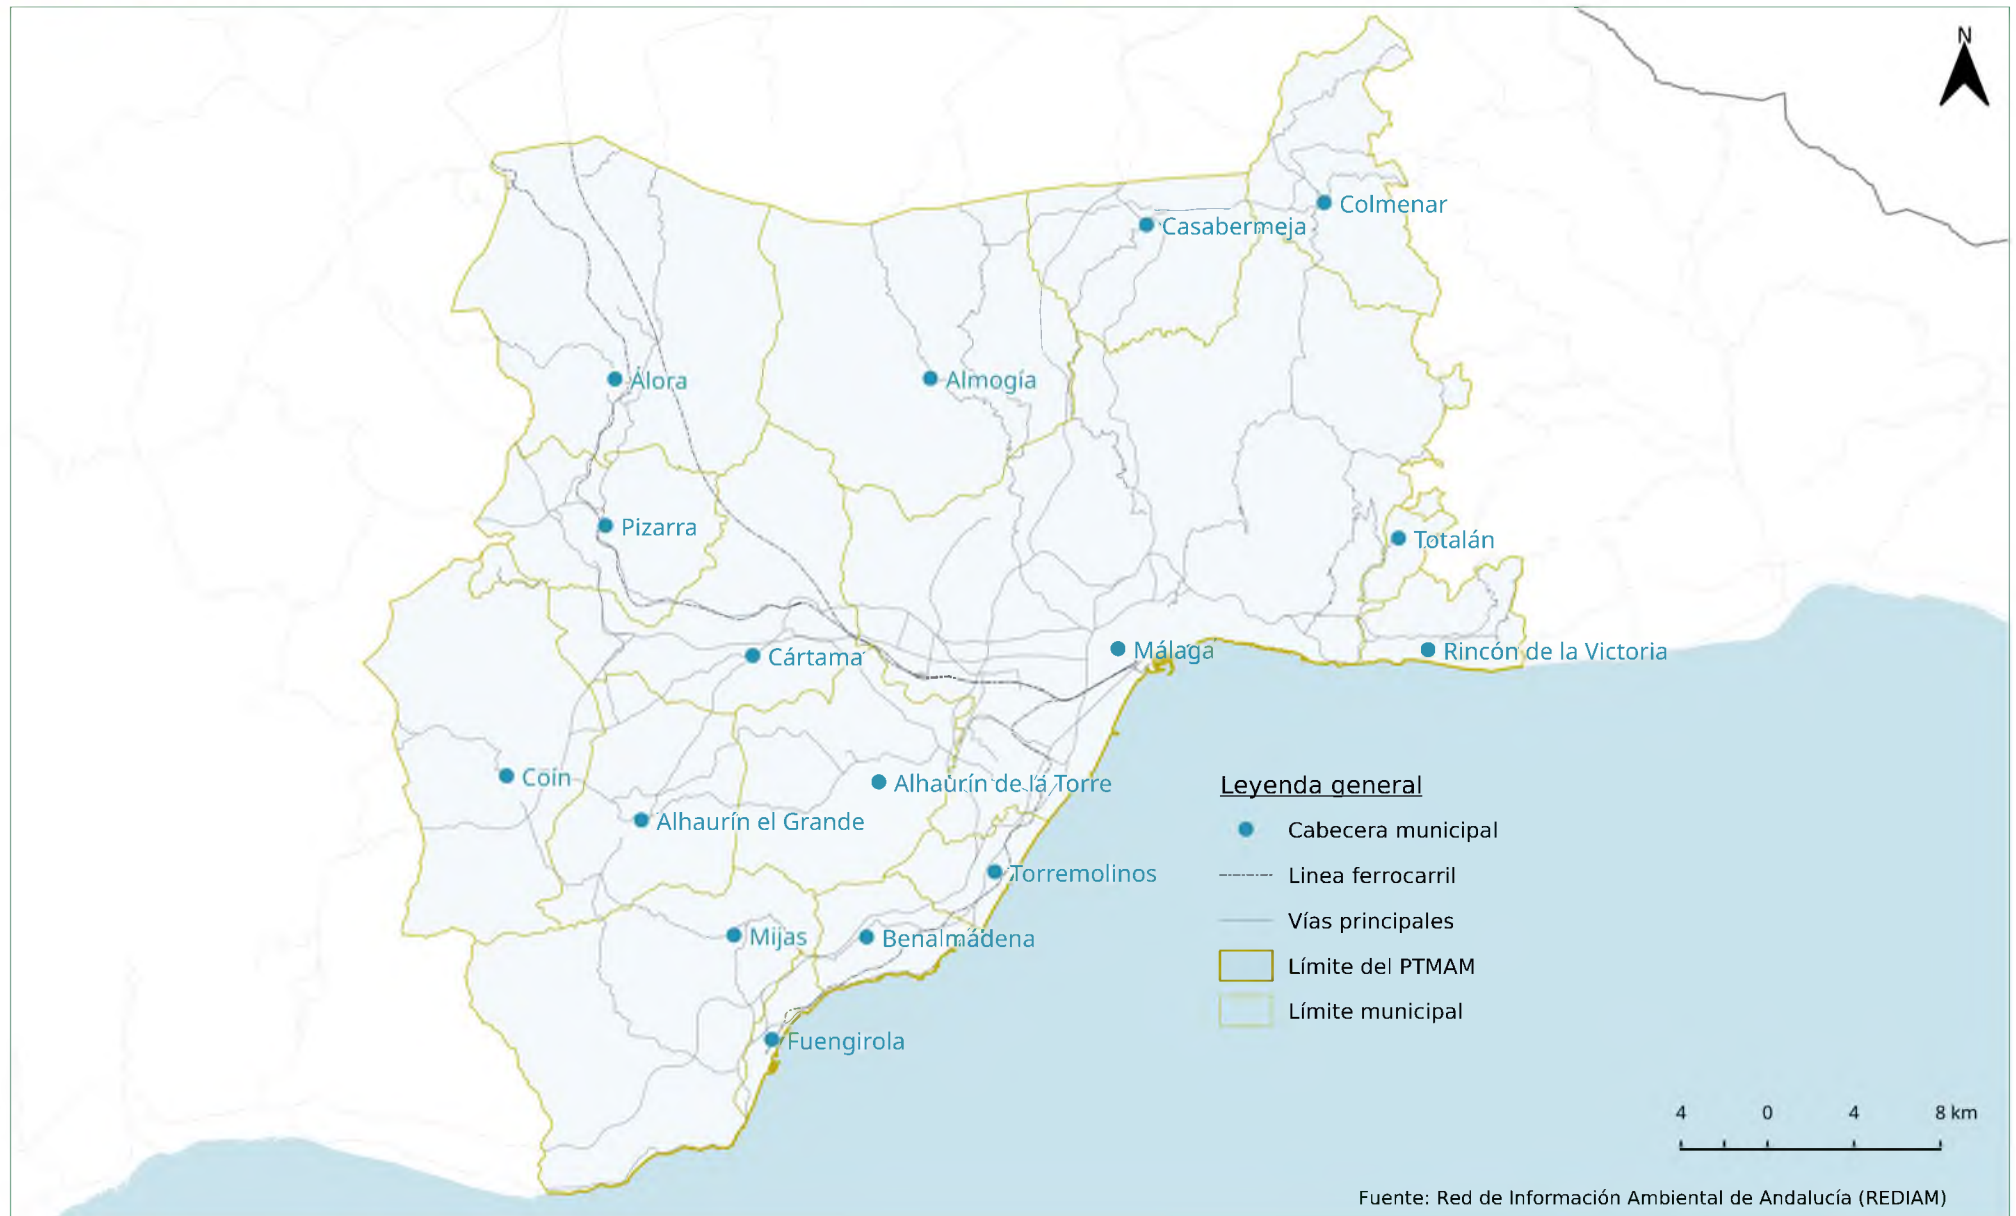 N
Colmenar
Casabermeja
Álora
Almogía
Pizarra
Totalán
Málaga
Rincón de la Victoria
Cártama
Coín
Alhaurín de la Torre
Alhaurín el Grande
Torremolinos
Mijas
Benalmádena
Fuengirola
Leyenda general
Cabecera municipal
Linea ferrocarril
Vías principales
Límite del PTMAM
Límite municipal
4 0 4 8 km
Fuente: Red de Información Ambiental de Andalucía (REDIAM)